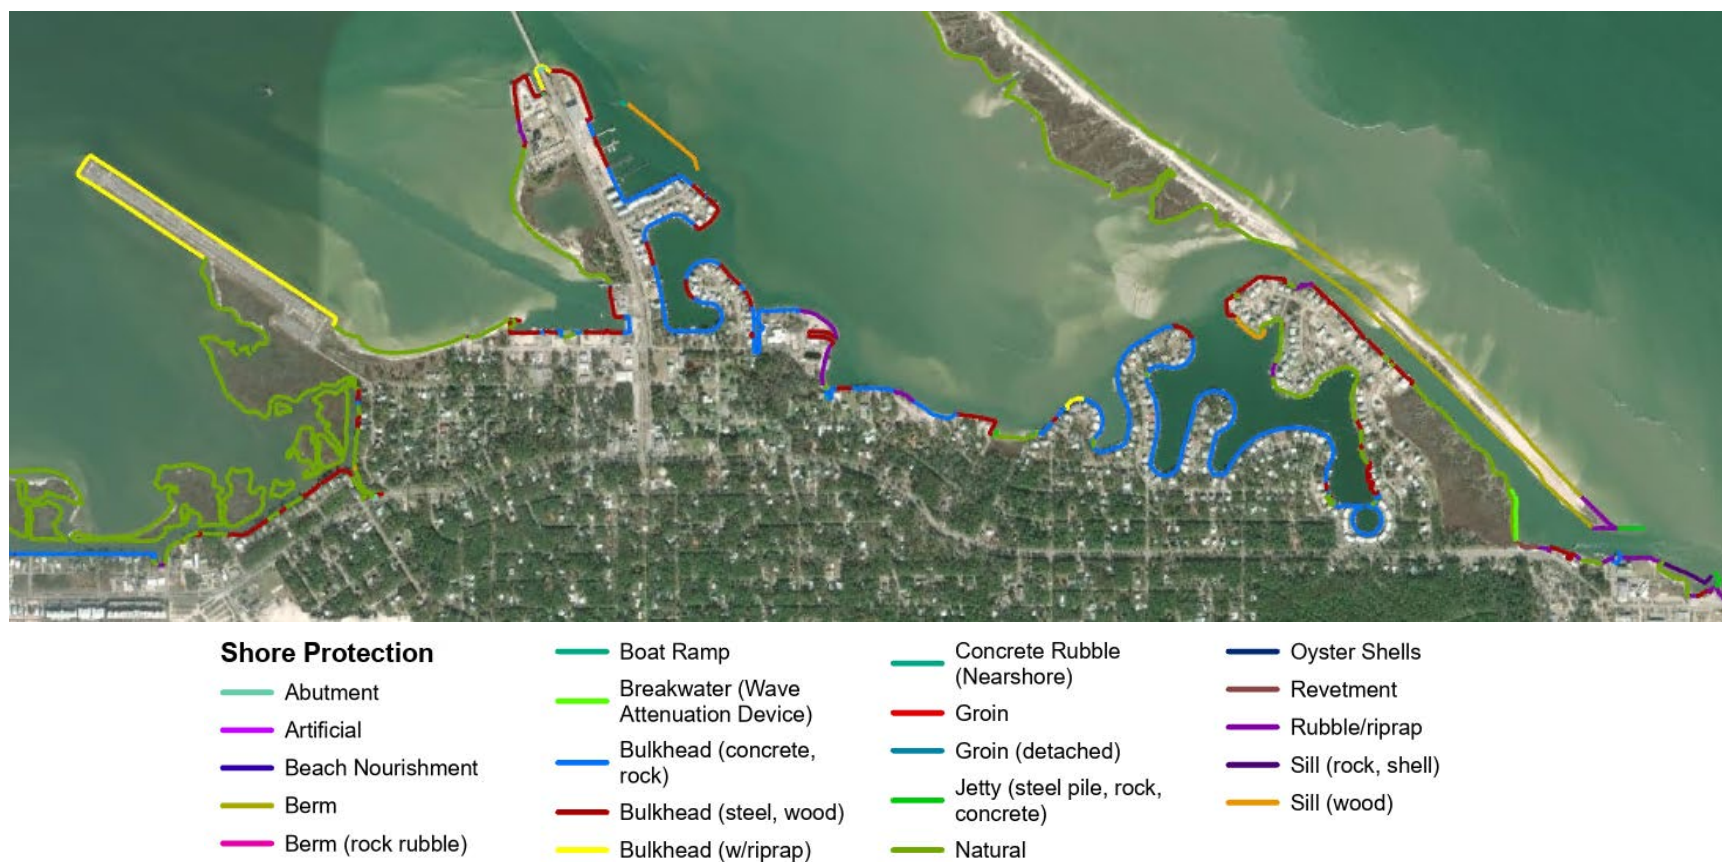 Shore Protection
Abutment
Artificial
Beach Nourishment
Berm
Berm (rock rubble)
Boat Ramp
Breakwater (Wave
Attenuation Device)
Bulkhead (concrete,
rock)
Bulkhead (steel, wood)
Bulkhead (w/riprap)
Concrete Rubble
(Nearshore)
Groin
Groin (detached)
Jetty (steel pile, rock,
concrete)
Natural
Oyster Shells
Revetment
Rubble/riprap
Sill (rock, shell)
Sill (wood)